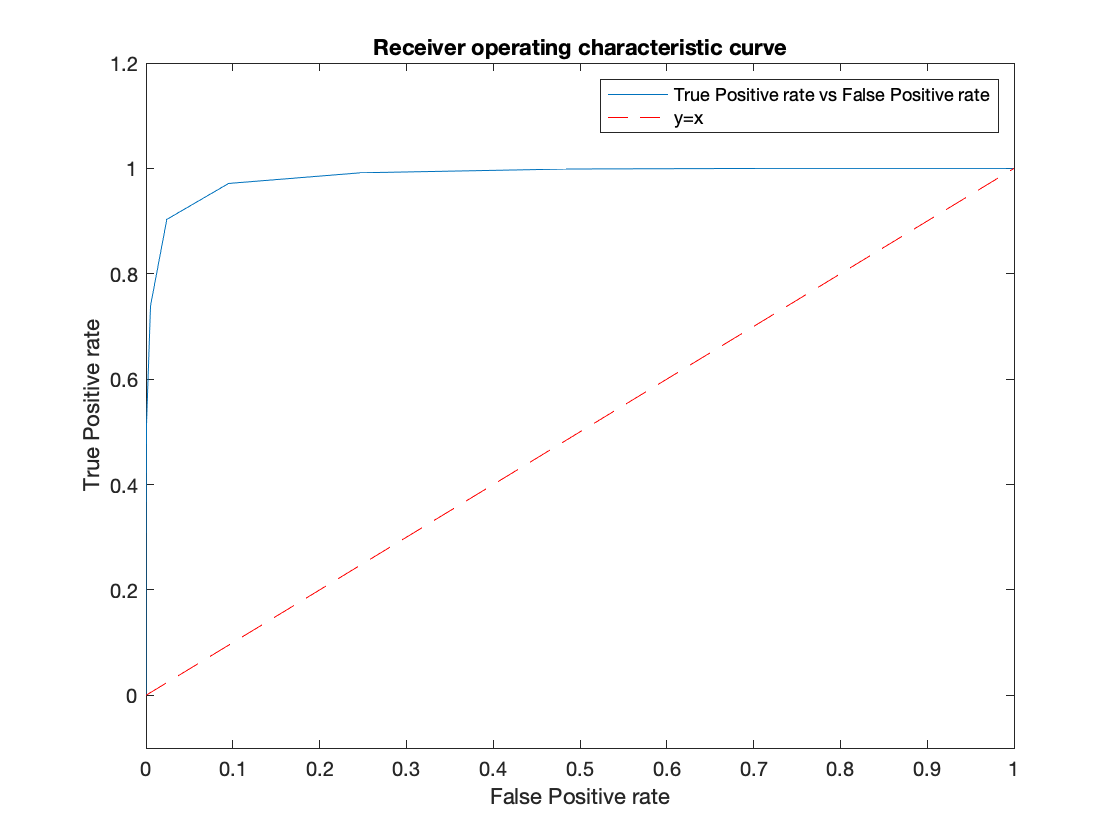 Receiver operating characteristic curve
True Positive rate vs False Positive rate
y=x
True Positive rate
1.2
1
0.8
0.6
0.4
0.2
0
0 0.1 0.2 0.3 0.4 0.5 0.6 0.7 0.8 0.9 1
False Positive rate